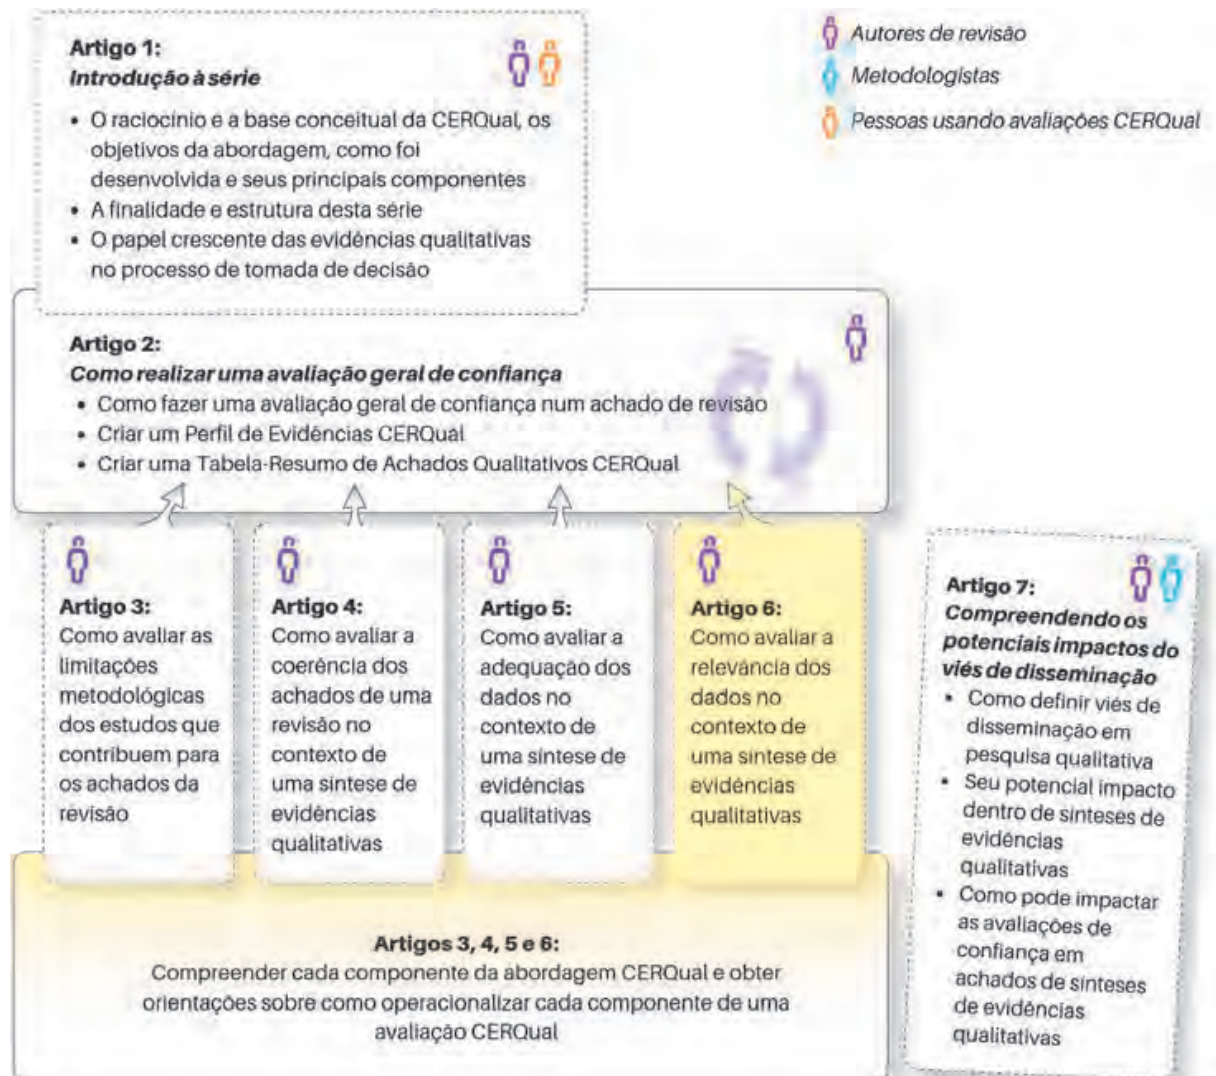 Artigo 1:
Introdução à série
• O raciocínio e a base conceitual da CERQual, os
objetivos da abordagem, como foi
desenvolvida e seus principais componentes
• A finalidade e estrutura desta série
• O papel crescente das evidências qualitativas
no processo de tomada de decisão
Autores de revisão
Metodologistas
Pessoas usando avaliações CERQual
Artigo 2:
Como realizar uma avaliação geral de confiança
• Como fazer uma avaliação geral de confiança num achado de revisão
• Criar um Perfil de Evidências CERQual
• Criar uma Tabela-Resumo de Achados Qualitativos CERQual
Artigo 3:
Como avaliar as
limitações
metodológicas
dos estudos que
contribuem para
os achados da
revisão
Artigo 4:
Como avaliar a
coerência dos
achados de uma
revisão no
contexto de
uma síntese de
evidências
qualitativas
Artigo 5:
Como avaliar a
adequação dos
dados no
contexto de
uma síntese de
evidências
qualitativas
Artigo 6:
Como avaliar a
relevância dos
dados no
contexto de
uma síntese de
evidências
qualitativas
Artigo 7:
Compreendendo os
potenciais impactos do
viés de disseminação
• Como definir viés de
disseminação em
pesquisa qualitativa
• Seu potencial impacto
dentro de sínteses de
evidências
qualitativas
• Como pode impactar
as avaliações de
confiança em
achados de sínteses
de evidências
qualitativas
Artigos 3, 4, 5 e 6:
Compreender cada componente da abordagem CERQual e obter
orientações sobre como operacionalizar cada componente de uma
avaliação CERQual